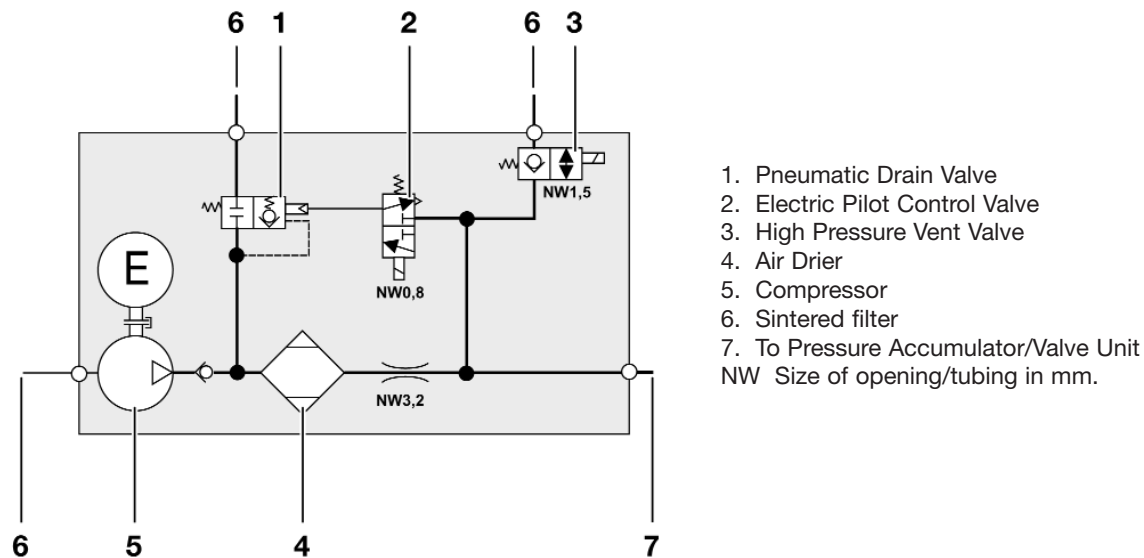 6 1 2 6 3
NW1,5
E
NW0,8
NW3,2
6 5 4 7
1. Pneumatic Drain Valve
2. Electric Pilot Control Valve
3. High Pressure Vent Valve
4. Air Drier
5. Compressor
6. Sintered filter
7. To Pressure Accumulator/Valve Unit
NW Size of opening/tubing in mm.